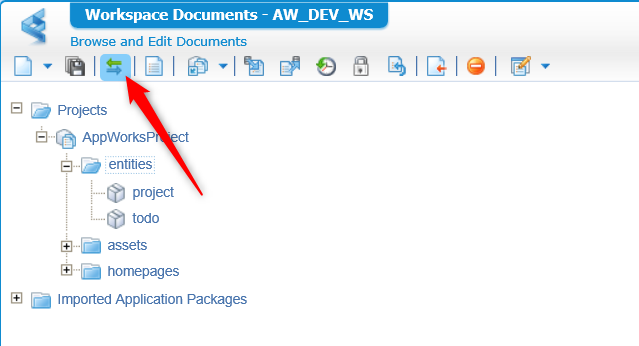 Workspace Documents - AW_DEV_WS
Browse and Edit Documents
Projects
AppWorksProject
entities
project
todo
assets
homepages
Imported Application Packages